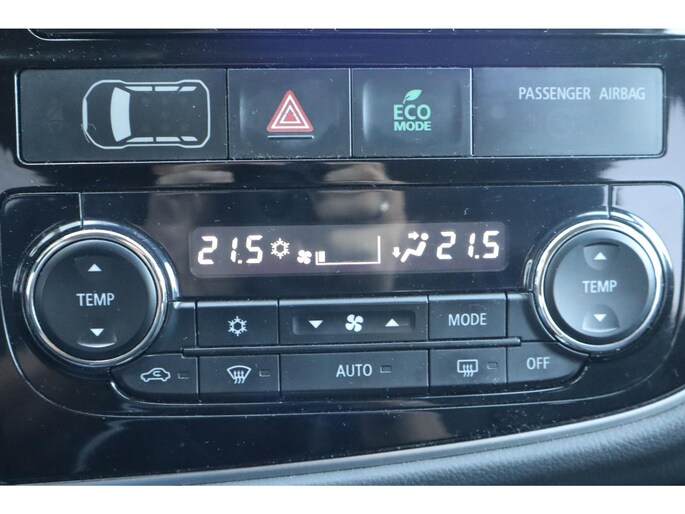 ECO
MODE
PASSENGER AIRBAG
21.5 21.5
TEMP
TEMP
MODE
AUTO
OFF